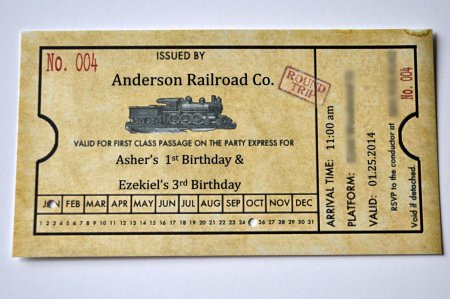 No. 004
ISSUED BY
Anderson Railroad Co.
ROUND TRIP
VALID FOR FIRST CLASS PASSAGE ON THE PARTY EXPRESS FOR
Asher's 1st Birthday &
Ezekiel's 3rd Birthday
JAN FEB MAR APR MAY JUN JUL AUG SEP OCT NOV DEC
1 2 3 4 5 6 7 8 9 10 11 12 13 14 15 16 17 18 19 20 21 22 23 24 26 27 28 29 30 31
ARRIVAL TIME: 11:00 am
PLATFORM:
VALID: 01.25.2014
RSVP to the conductor at
Void if detached.
No. 004